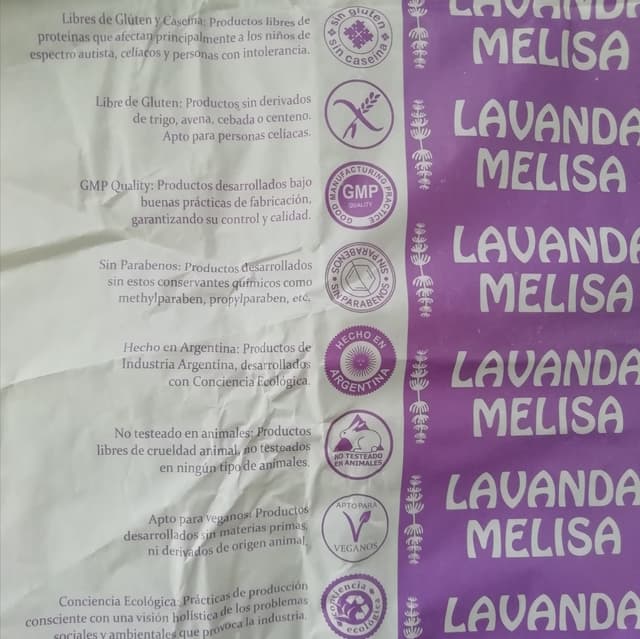 Libres de Gluten y Caseína: Productos libres de
proteínas que afectan principalmente a los niños de
espectro autista, celíacos y personas con intolerancia.
sin gluten
sin caseína
Libre de Gluten: Productos sin derivados
de trigo, avena, cebada o centeno.
Apto para personas celíacas.
GMP Quality: Productos desarrollados bajo
buenas prácticas de fabricación,
garantizando su control y calidad.
GOOD MANUFACTURING PRACTICE
GMP
QUALITY
Sin Parabenos: Productos desarrollados
sin estos conservantes químicos como
methylparaben, propylparaben, etc.
SIN PARABENOS
SIN PARABENOS
Hecho en Argentina: Productos de
Industria Argentina, desarrollados
con Conciencia Ecológica.
HECHO EN
ARGENTINA
No testeado en animales: Productos
libres de crueldad animal, no testeados
en ningún tipo de animales.
NO TESTEADO
EN ANIMALES
Apto para veganos: Productos
desarrollados sin materias primas,
ni derivados de origen animal.
APTO PARA
VEGANOS
Conciencia Ecológica: Prácticas de producción
consciente con una visión holística de los problemas
sociales y ambientales que provoca la industria.
conciencia
ecológica
LAVANDA
MELISA
LAVANDA
MELISA
LAVANDA
MELISA
LAVANDA
MELISA
LAVANDA
MELISA
LAVANDA